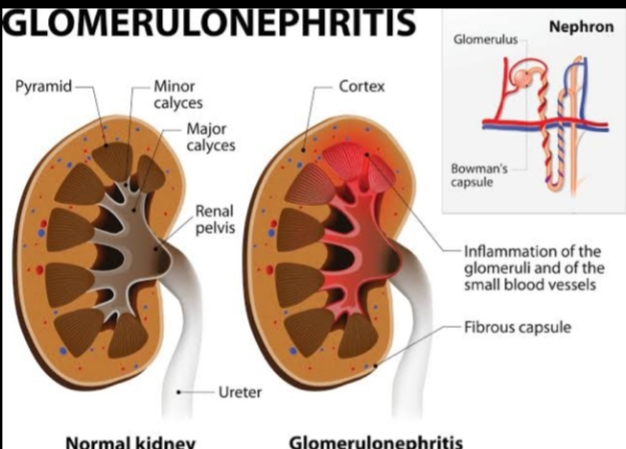 GLOMERULONEPHRITIS
Nephron
Glomerulus
Bowman's
capsule
Pyramid
Minor
calyces
Major
calyces
Renal
pelvis
Ureter
Cortex
Inflammation of the
glomeruli and of the
small blood vessels
Fibrous capsule
Normal kidney
Glomerulonephritis